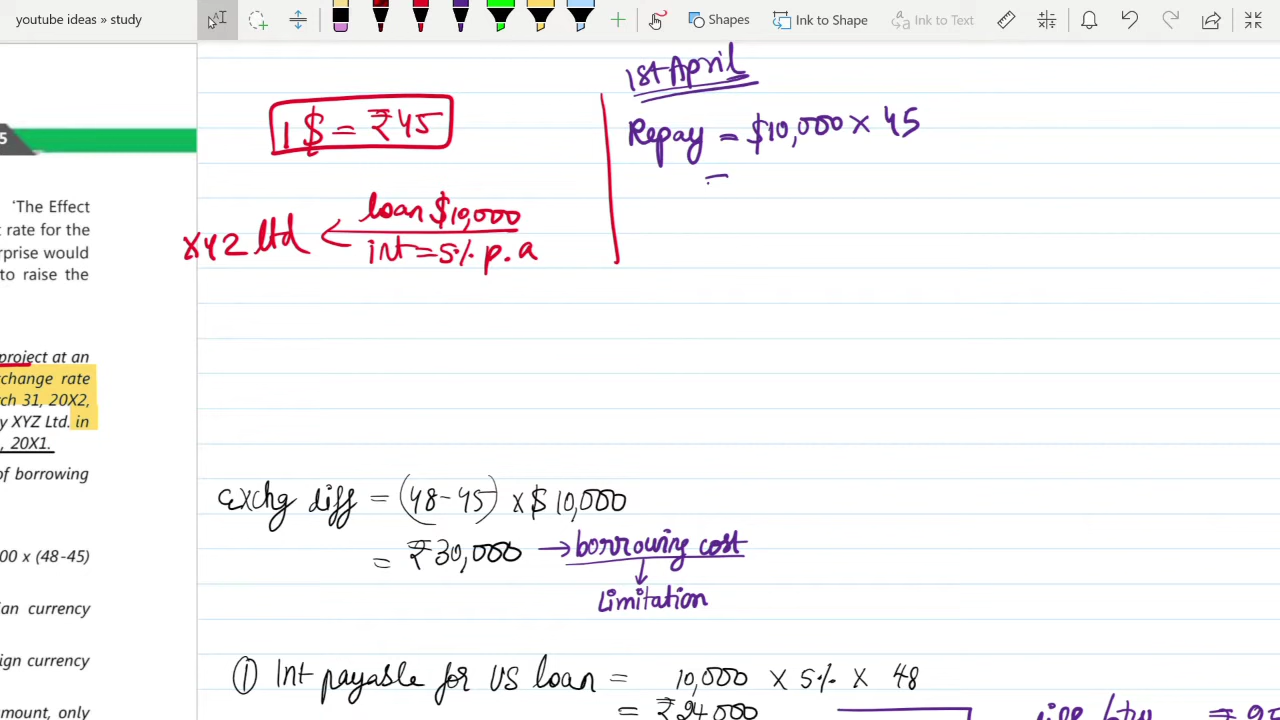 youtube ideas » study
Shapes
Ink to Shape
Ink to Text
5
'The Effect
t rate for the
rprise would
to raise the
project at an
change rate
ch 31, 20X2,
y XYZ Ltd. in
, 20X1.
of borrowing
00 x (48-45)
ian currency
ign currency
mount, only
1 $ = ₹45
XYZ Ltd
loan $10,000
int = 5% p.a
1st April
Repay = $10,000 × 45
=
exchg diff = (48-45) × $10,000
= ₹30,000 → borrowing cost
Limitation
① Int payable for US loan = 10,000 × 5% × 48
= ₹24,000